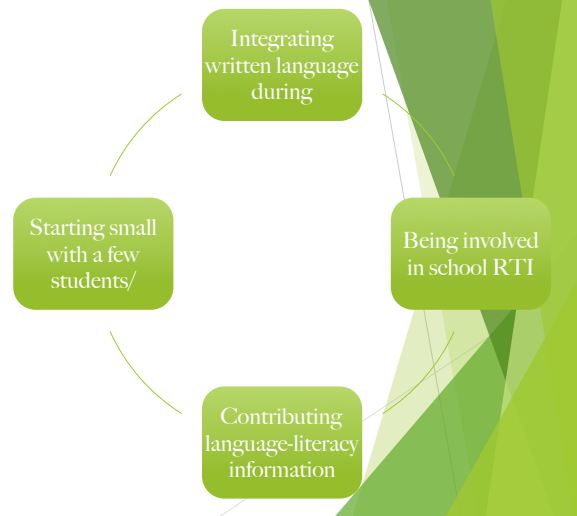 Integrating
written language
during
Being involved
in school RTI
Contributing
language-literacy
information
Starting small
with a few
students/